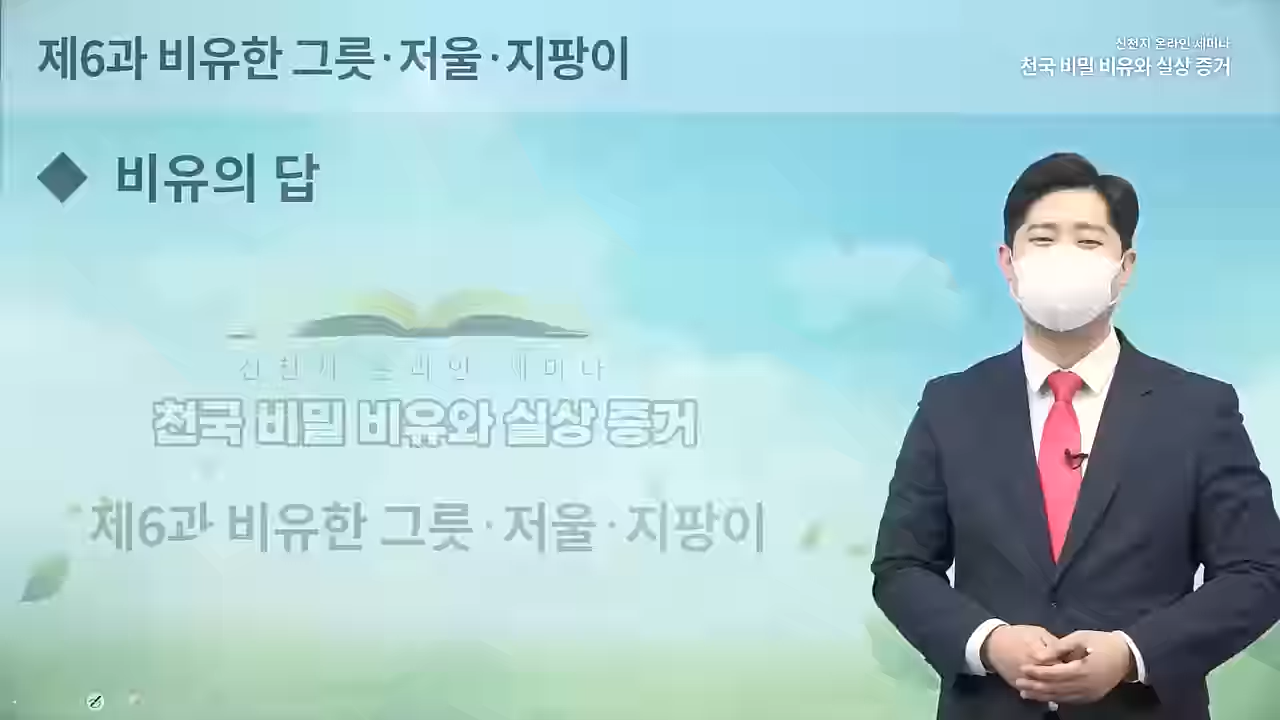 제6과 비유한 그릇·저울·지팡이
신천지 온라인 세미나
천국 비밀 비유와 실상 증거
◆ 비유의 답
신천지 온라인 세미나
천국 비밀 비유와 실상 증거
제6과 비유한 그릇·저울·지팡이